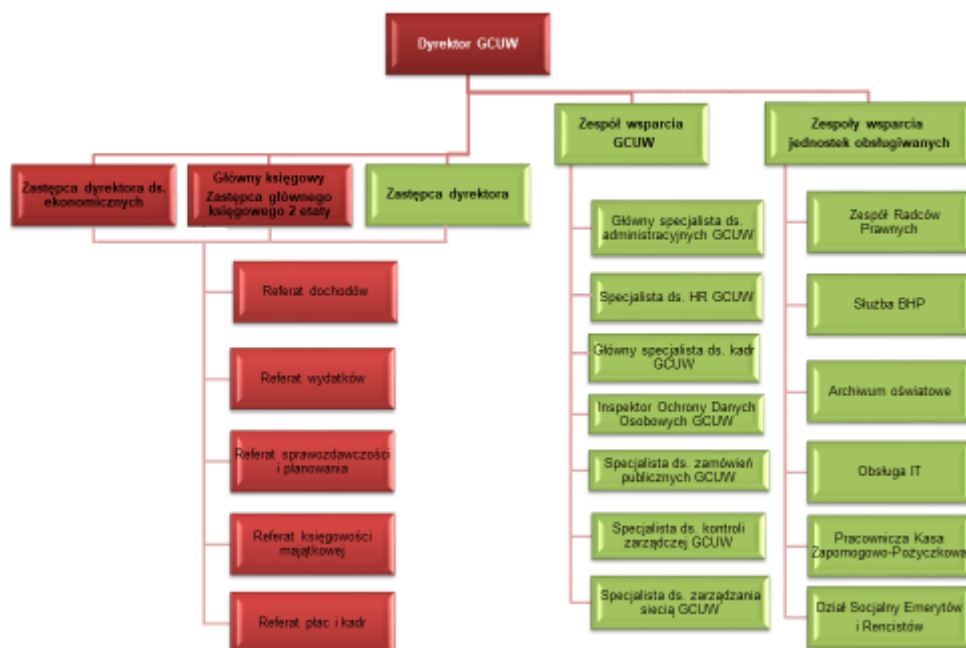 Dyrektor GCUW
Zespół wsparcia
GCUW
Zespoły wsparcia
jednostek obsługiwanych
Zastępca dyrektora ds.
ekonomicznych
Główny księgowy
Zastępca głównego
księgowego 2 etaty
Zastępca dyrektora
Referat dochodów
Referat wydatków
Referat sprawozdawczości
i planowania
Referat księgowości
majątkowej
Referat płac i kadr
Główny specjalista ds.
administracyjnych GCUW
Specjalista ds. HR GCUW
Główny specjalista ds. kadr
GCUW
Inspektor Ochrony Danych
Osobowych GCUW
Specjalista ds. zamówień
publicznych GCUW
Specjalista ds. kontroli
zarządczej GCUW
Specjalista ds. zarządzania
siecią GCUW
Zespół Radców
Prawnych
Służba BHP
Archiwum oświatowe
Obsługa IT
Pracownicza Kasa
Zapomogowo-Pożyczkowa
Dział Socjalny Emerytów
i Rencistów